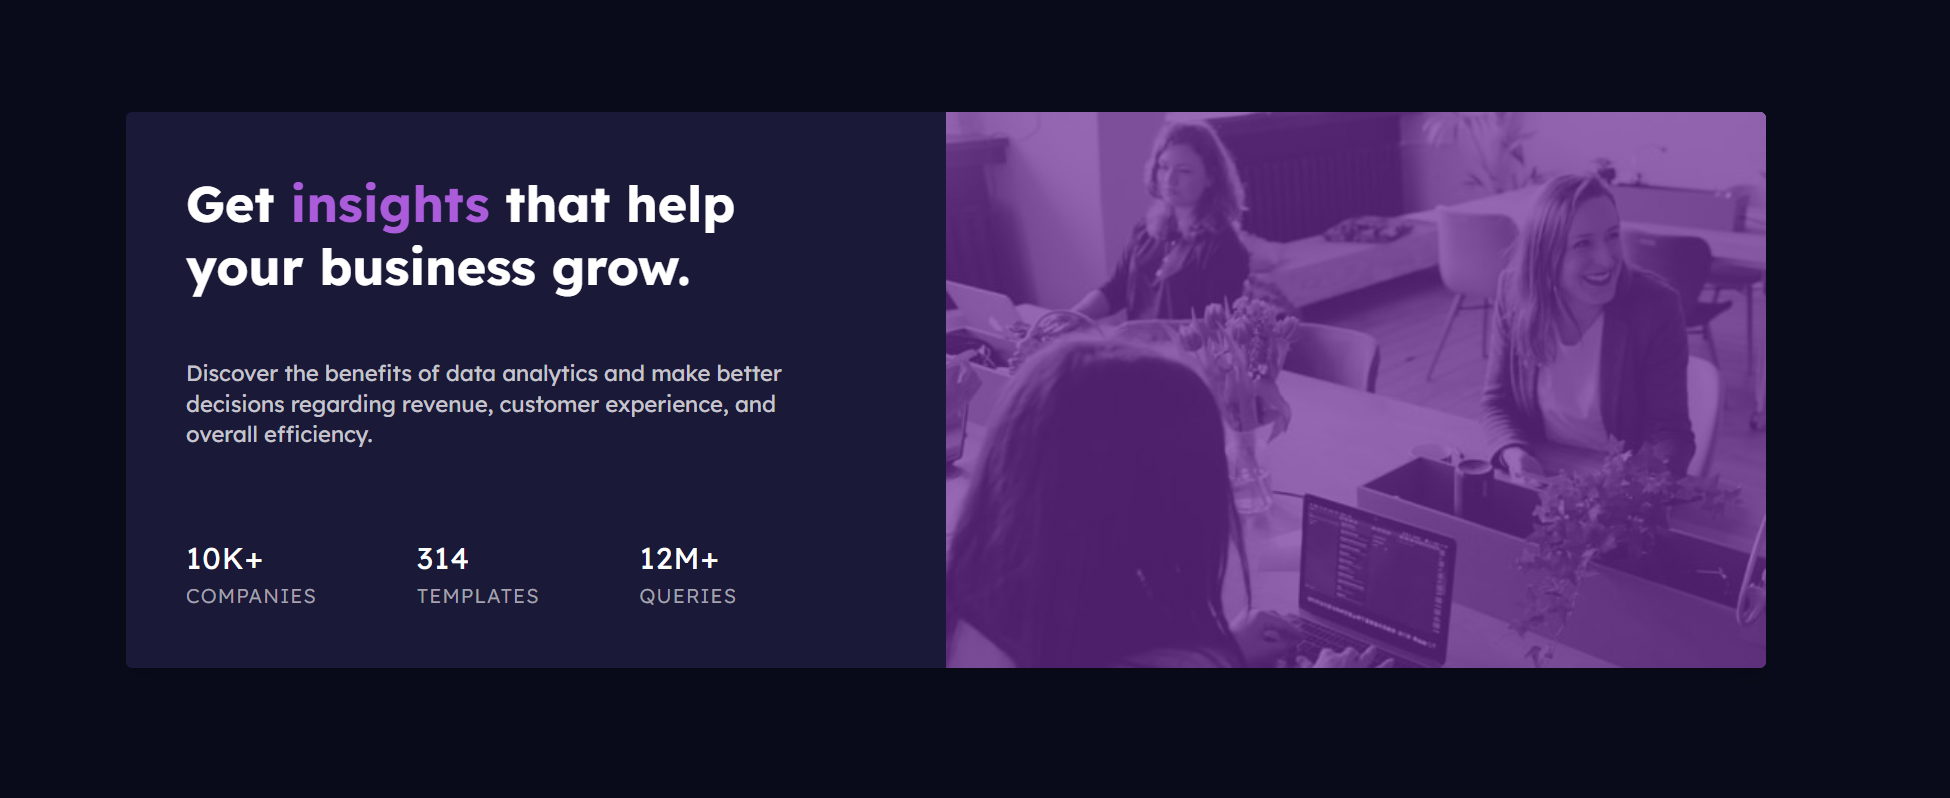 Get insights that help
your business grow.
Discover the benefits of data analytics and make better
decisions regarding revenue, customer experience, and
overall efficiency.
10K+ 314 12M+
COMPANIES TEMPLATES QUERIES